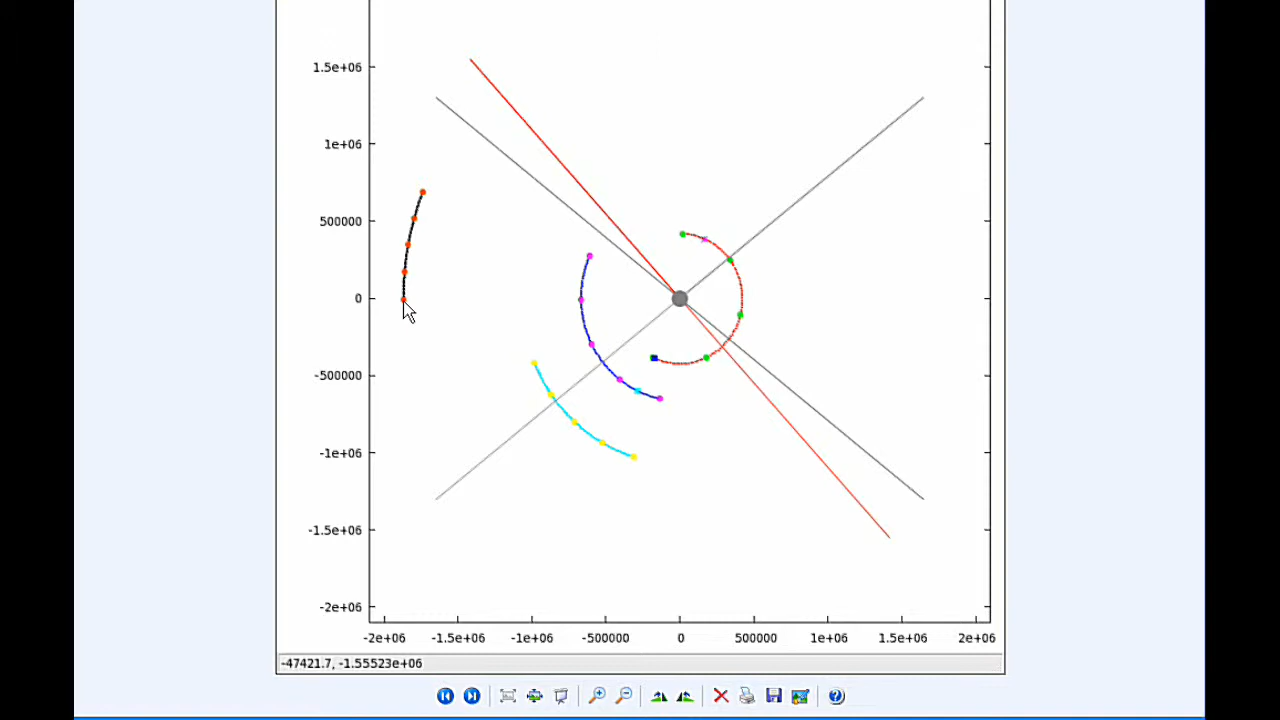 1.5e+06
1e+06
500000
0
-500000
-1e+06
-1.5e+06
-2e+06
-2e+06 -1.5e+06 -1e+06 -500000 0 500000 1e+06 1.5e+06 2e+06
-47421.7, -1.55523e+06